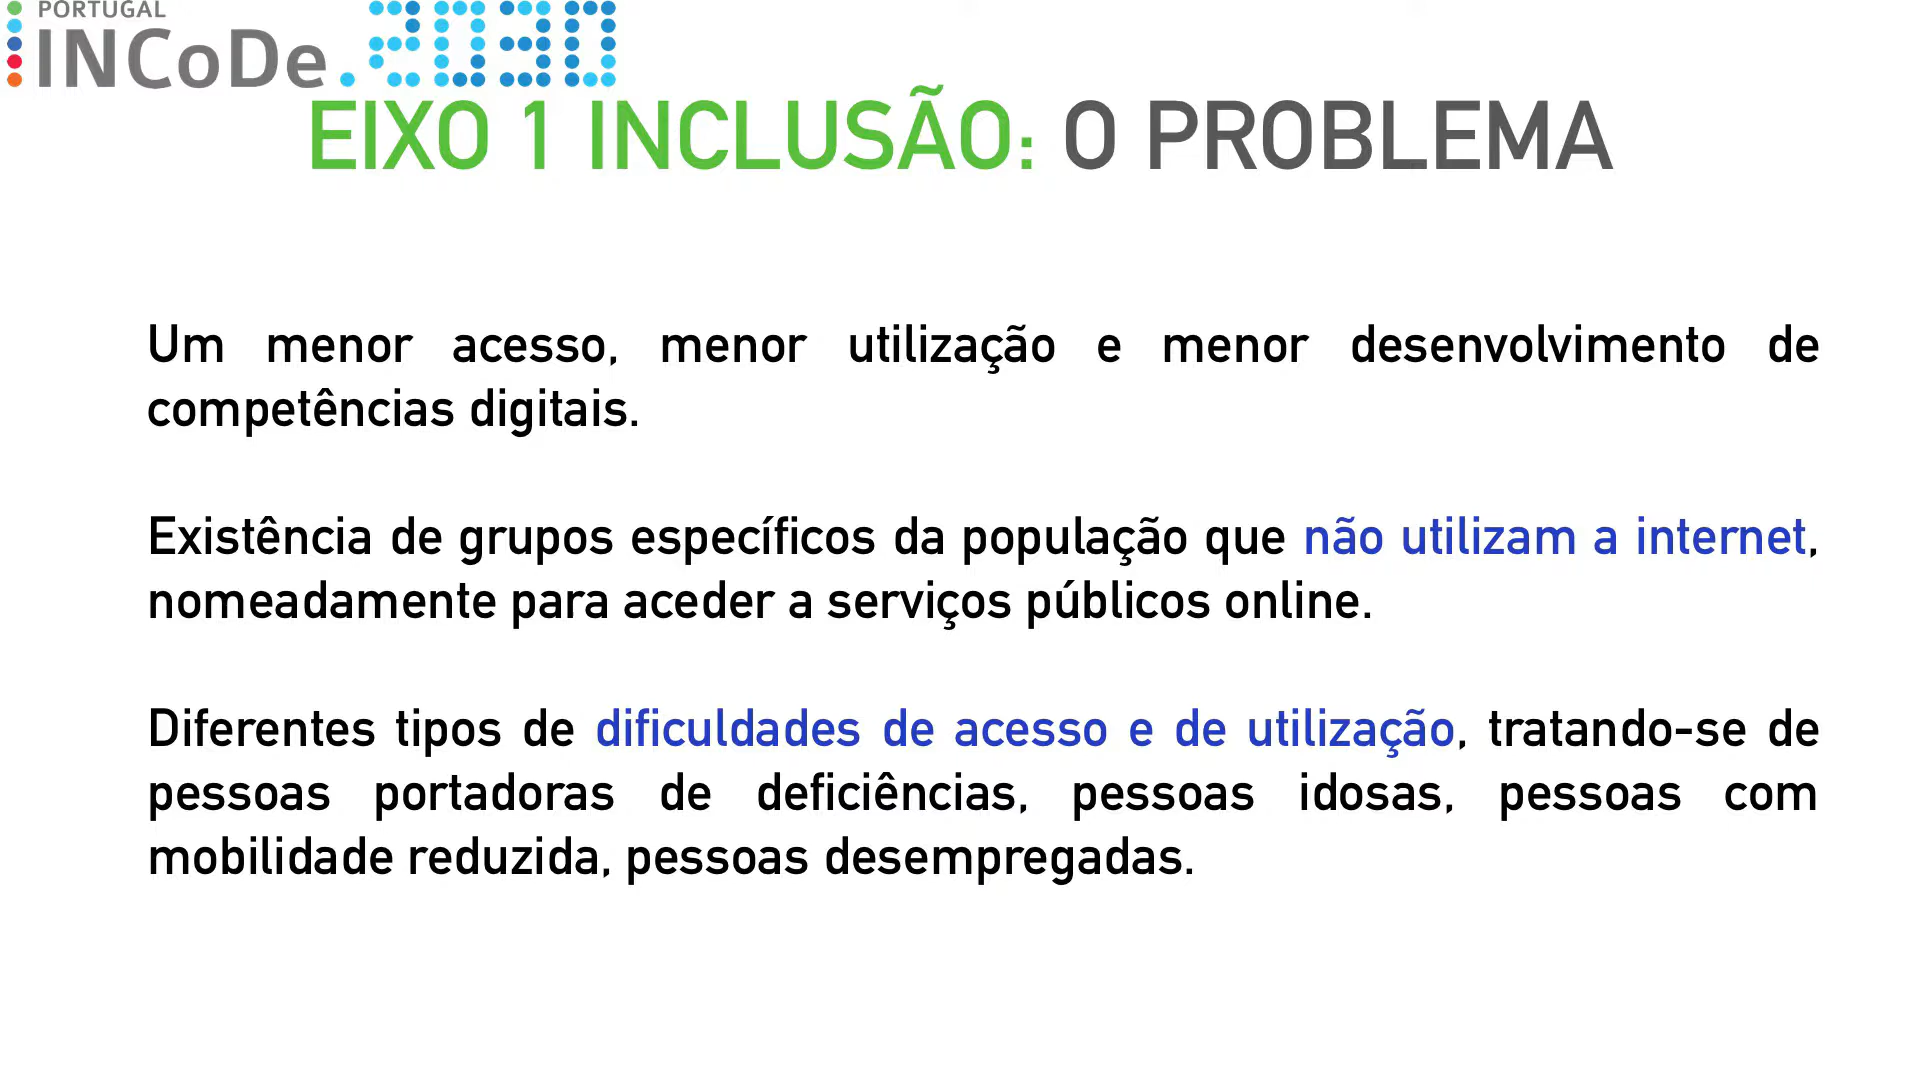 PORTUGAL
INCoDe.2030
EIXO 1 INCLUSÃO: O PROBLEMA
Um menor acesso, menor utilização e menor desenvolvimento de
competências digitais.
Existência de grupos específicos da população que não utilizam a internet,
nomeadamente para aceder a serviços públicos online.
Diferentes tipos de dificuldades de acesso e de utilização, tratando-se de
pessoas portadoras de deficiências, pessoas idosas, pessoas com
mobilidade reduzida, pessoas desempregadas.